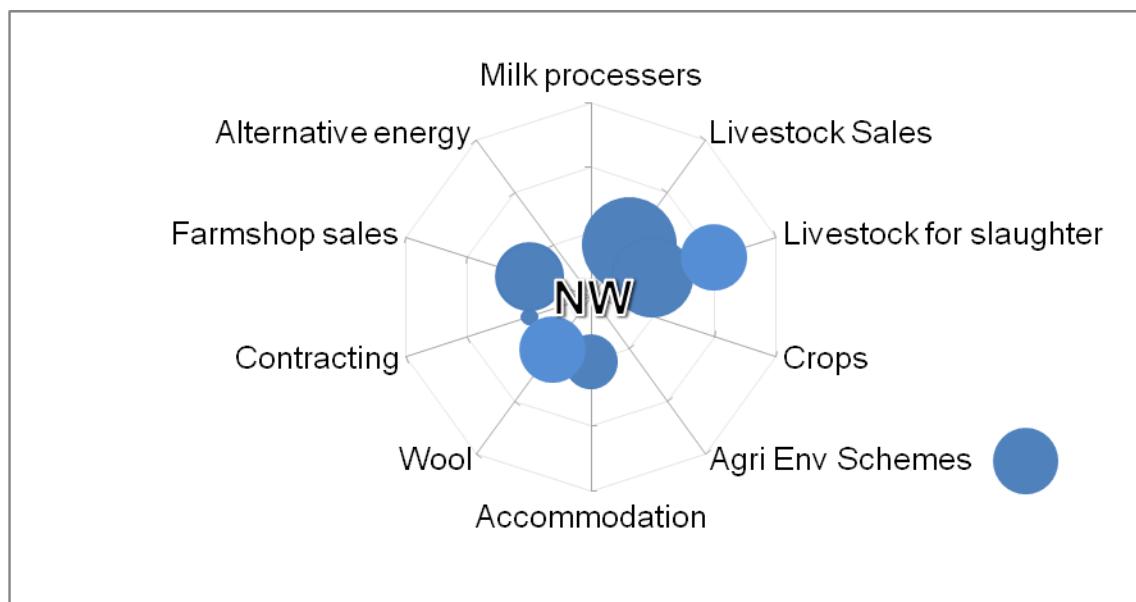 Milk processers
Alternative energy
Livestock Sales
Farmshop sales
Livestock for slaughter
NW
Contracting
Crops
Wool
Agri Env Schemes
Accommodation